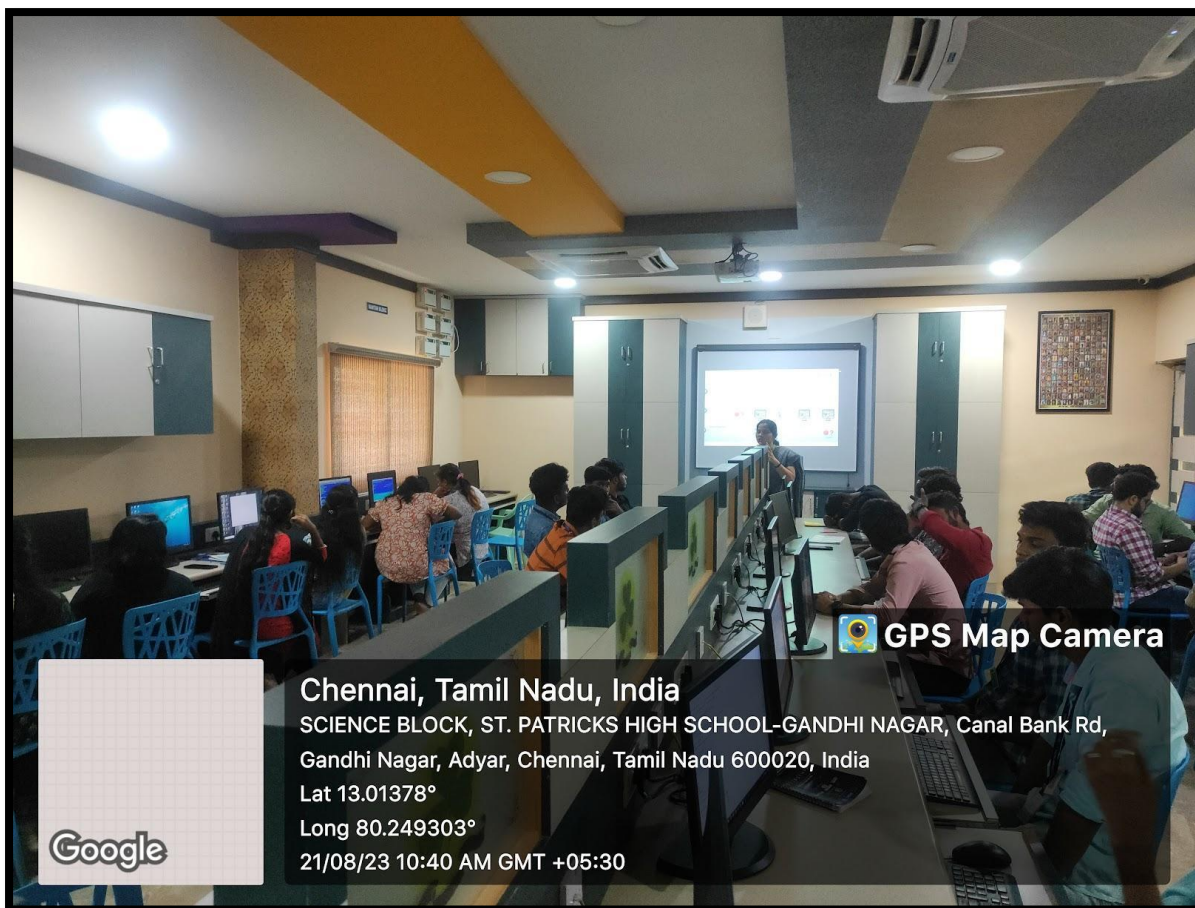 GPS Map Camera
Chennai, Tamil Nadu, India
SCIENCE BLOCK, ST. PATRICKS HIGH SCHOOL-GANDHI NAGAR, Canal Bank Rd,
Gandhi Nagar, Adyar, Chennai, Tamil Nadu 600020, India
Lat 13.01378°
Long 80.249303°
21/08/23 10:40 AM GMT +05:30
Google